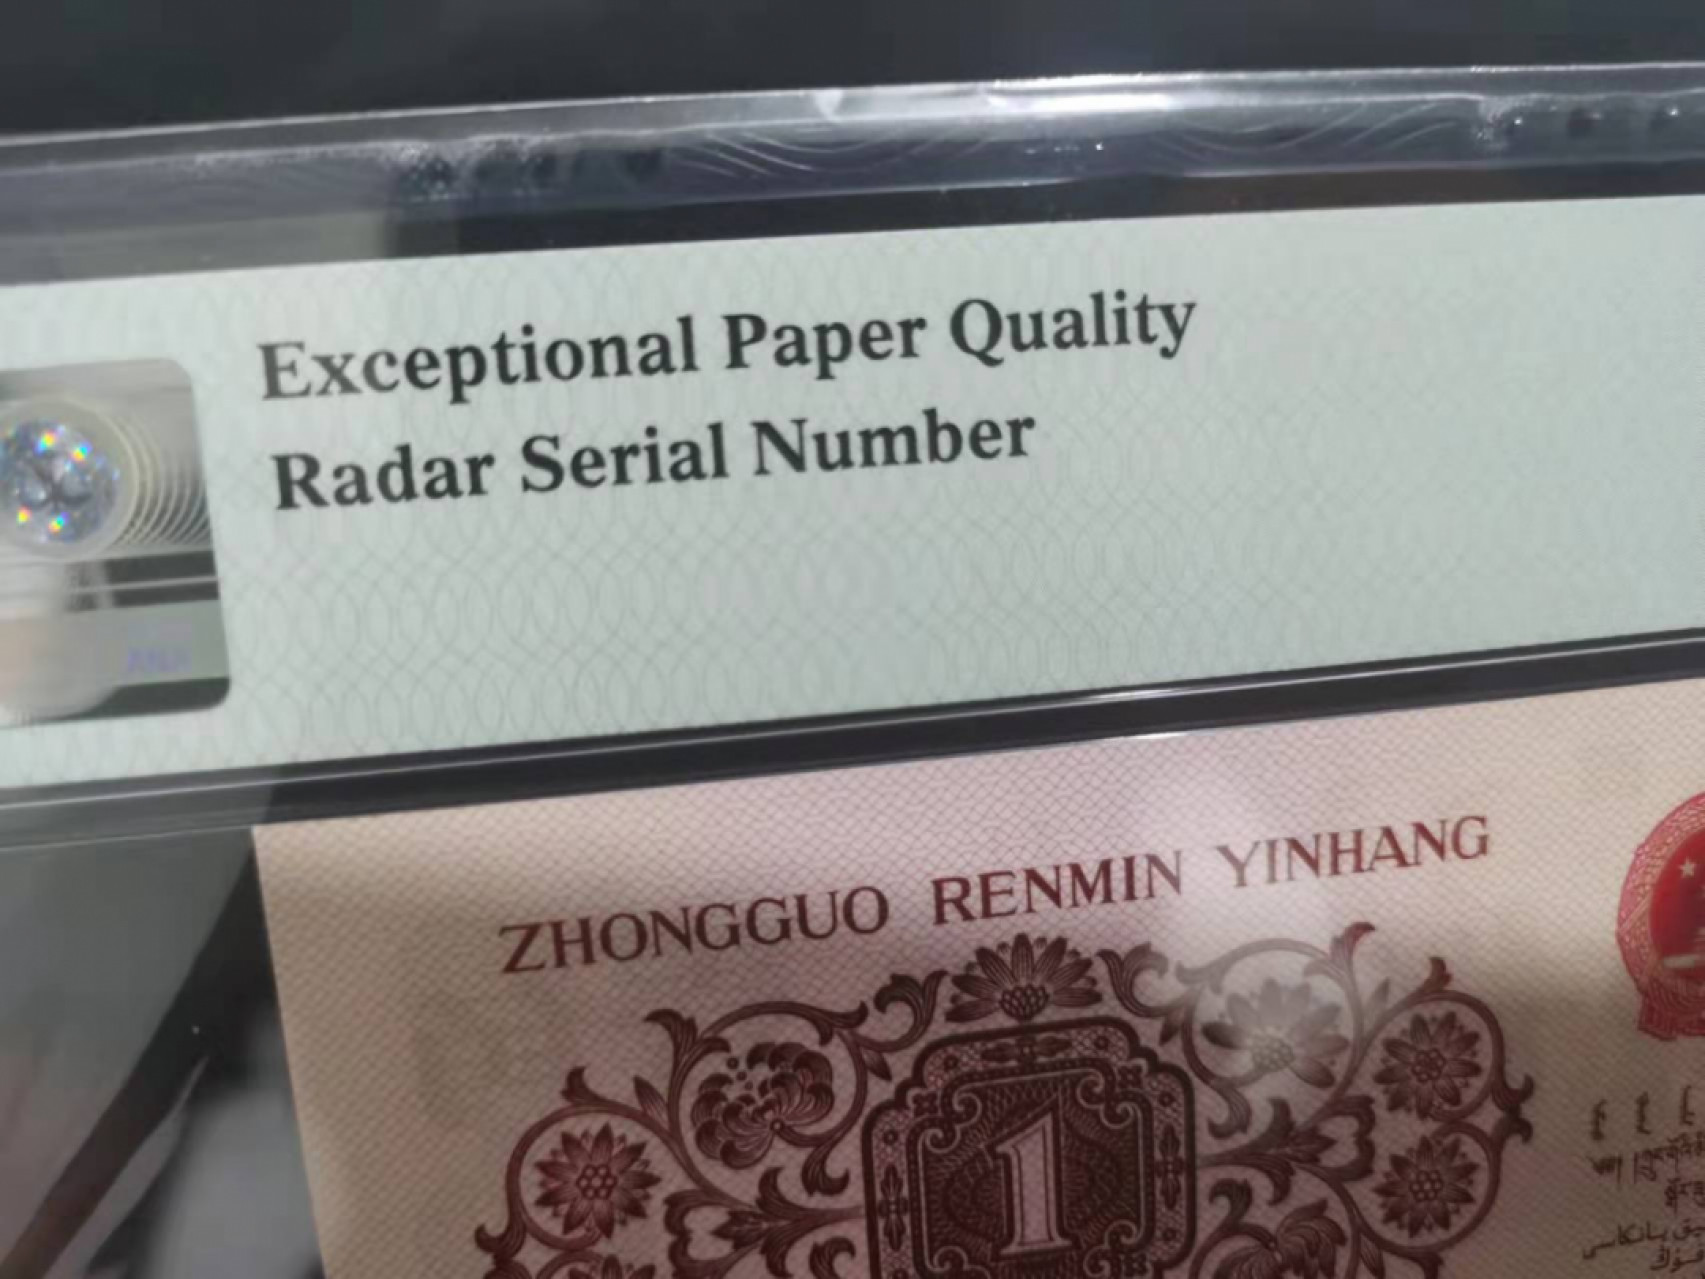 Exceptional Paper Quality
Radar Serial Number
ZHONGGUO RENMIN YINHANG
1